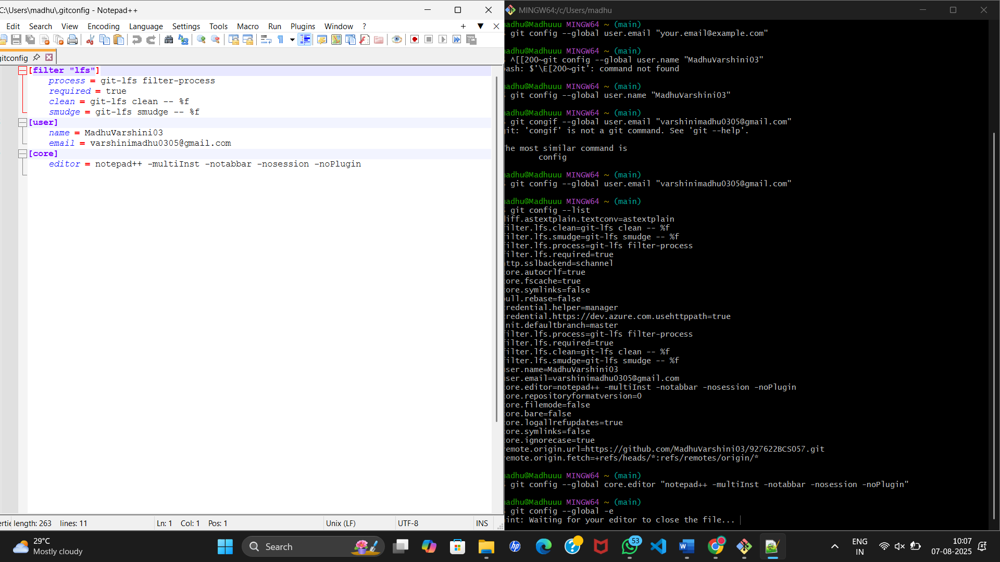 C:\Users\madhu\.gitconfig - Notepad++
Edit Search View Encoding Language Settings Tools Macro Run Plugins Window ?
gitconfig
[filter "lfs"]
process = git-lfs filter-process
required = true
clean = git-lfs clean -- %f
smudge = git-lfs smudge -- %f
[user]
name = MadhuVarshini03
email = varshinimadhu0305@gmail.com
[core]
editor = notepad++ -multiInst -notabbar -nosession -noPlugin
length: 263 lines: 11 Ln: 1 Col: 1 Pos: 1 Unix (LF) UTF-8 INS
MINGW64:/c/Users/madhu
adhu@Madhuuu MINGW64 ~ (main)
git config --global user.email "your.email@example.com"
adhu@Madhuuu MINGW64 ~ (main)
^[[200~git config --global user.name "MadhuVarshini03"
ash: $'\E[200~git': command not found
adhu@Madhuuu MINGW64 ~ (main)
git config --global user.name "MadhuVarshini03"
adhu@Madhuuu MINGW64 ~ (main)
git congif --global user.email "varshinimadhu0305@gmail.com"
it: 'congif' is not a git command. See 'git --help'.
he most similar command is
config
adhu@Madhuuu MINGW64 ~ (main)
git config --global user.email "varshinimadhu0305@gmail.com"
adhu@Madhuuu MINGW64 ~ (main)
git config --list
iff.astextplain.textconv=astextplain
ilter.lfs.clean=git-lfs clean -- %f
ilter.lfs.smudge=git-lfs smudge -- %f
ilter.lfs.process=git-lfs filter-process
ilter.lfs.required=true
ttp.sslbackend=schannel
ore.autocrlf=true
ore.fscache=true
ore.symlinks=false
ull.rebase=false
redential.helper=manager
redential.https://dev.azure.com.usehttppath=true
nit.defaultbranch=master
ilter.lfs.process=git-lfs filter-process
ilter.lfs.required=true
ilter.lfs.clean=git-lfs clean -- %f
ilter.lfs.smudge=git-lfs smudge -- %f
ser.name=MadhuVarshini03
ser.email=varshinimadhu0305@gmail.com
ore.editor=notepad++ -multiInst -notabbar -nosession -noPlugin
ore.repositoryformatversion=0
ore.filemode=false
ore.bare=false
ore.logallrefupdates=true
ore.symlinks=false
ore.ignorecase=true
emote.origin.url=https://github.com/MadhuVarshini03/927622BCS057.git
emote.origin.fetch=+refs/heads/*:refs/remotes/origin/*
adhu@Madhuuu MINGW64 ~ (main)
git config --global core.editor "notepad++ -multiInst -notabbar -nosession -noPlugin"
adhu@Madhuuu MINGW64 ~ (main)
git config --global -e
int: Waiting for your editor to close the file...
29°C
Mostly cloudy
Search
53
ENG
IN
10:07
07-08-2025